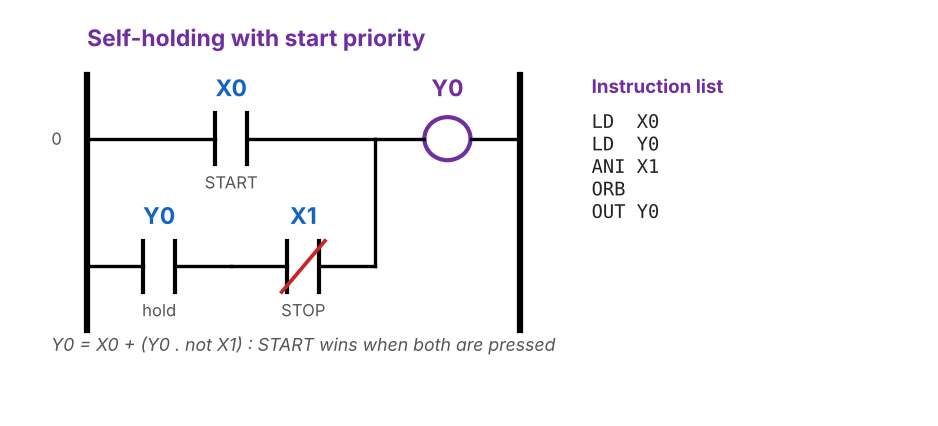 Self-holding with start priority
X0
Y0
0
START
Y0
X1
hold
STOP
Y0 = X0 + (Y0 . not X1) : START wins when both are pressed
Instruction list
LD  X0
LD  Y0
ANI X1
ORB
OUT Y0